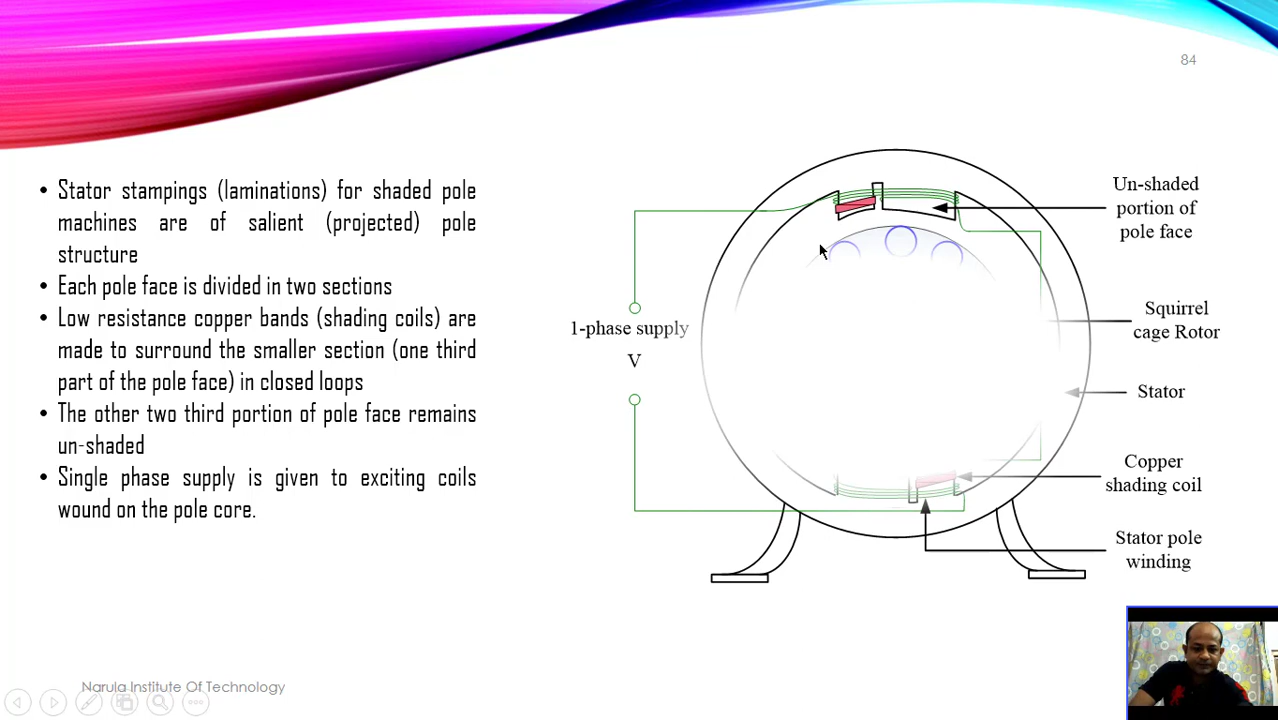 84
• Stator stampings (laminations) for shaded pole
machines are of salient (projected) pole
structure
• Each pole face is divided in two sections
• Low resistance copper bands (shading coils) are
made to surround the smaller section (one third
part of the pole face) in closed loops
• The other two third portion of pole face remains
un-shaded
• Single phase supply is given to exciting coils
wound on the pole core.
1-phase supply
V
Un-shaded
portion of
pole face
Squirrel
cage Rotor
Stator
Copper
shading coil
Stator pole
winding
Narula Institute Of Technology